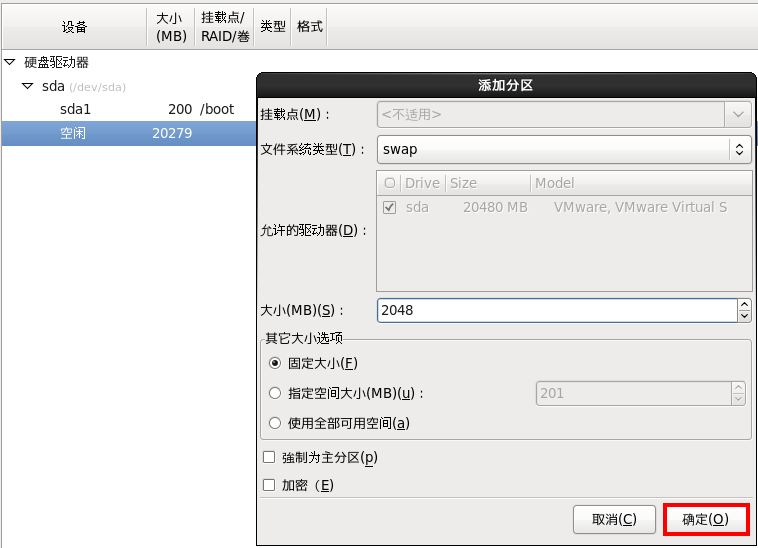 设备
大小
(MB)
挂载点/
RAID/卷
类型
格式
硬盘驱动器
sda (/dev/sda)
sda1 200 /boot
空闲 20279
添加分区
挂载点(M)：
<不适用>
文件系统类型(T)：
swap
允许的驱动器(D)：
Drive Size Model
sda 20480 MB VMware, VMware Virtual S
大小(MB)(S)：
2048
其它大小选项
固定大小(F)
指定空间大小(MB)(u)：
201
使用全部可用空间(a)
強制为主分区(p)
加密（E)
取消(C)
确定(O)